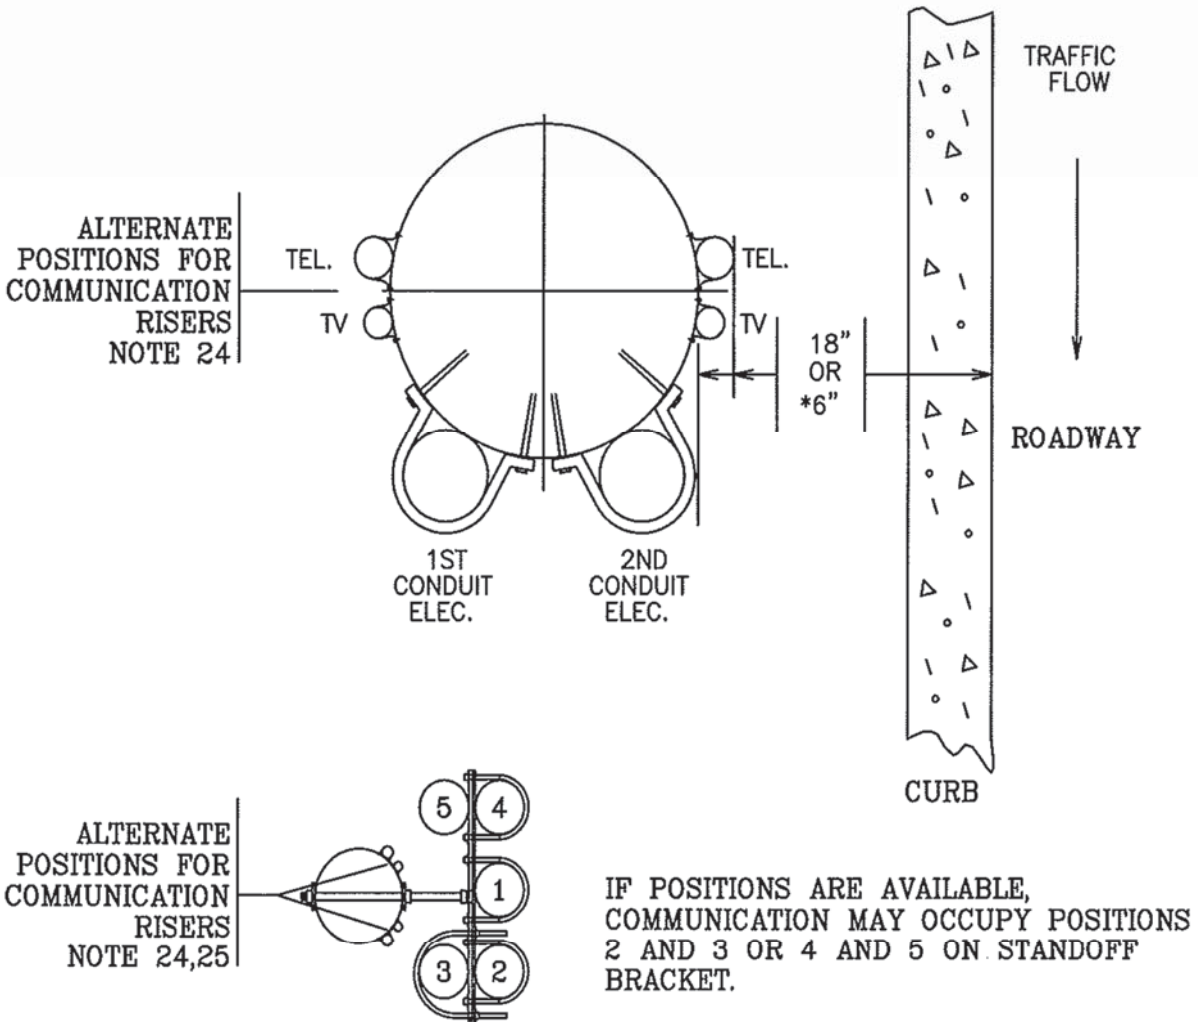 TRAFFIC
FLOW
ALTERNATE
POSITIONS FOR
COMMUNICATION
RISERS
NOTE 24
TEL.
TV
TEL.
TV
18"
OR
*6"
ROADWAY
1ST
CONDUIT
ELEC.
2ND
CONDUIT
ELEC.
CURB
ALTERNATE
POSITIONS FOR
COMMUNICATION
RISERS
NOTE 24,25
5
4
1
3
2
IF POSITIONS ARE AVAILABLE,
COMMUNICATION MAY OCCUPY POSITIONS
2 AND 3 OR 4 AND 5 ON STANDOFF
BRACKET.